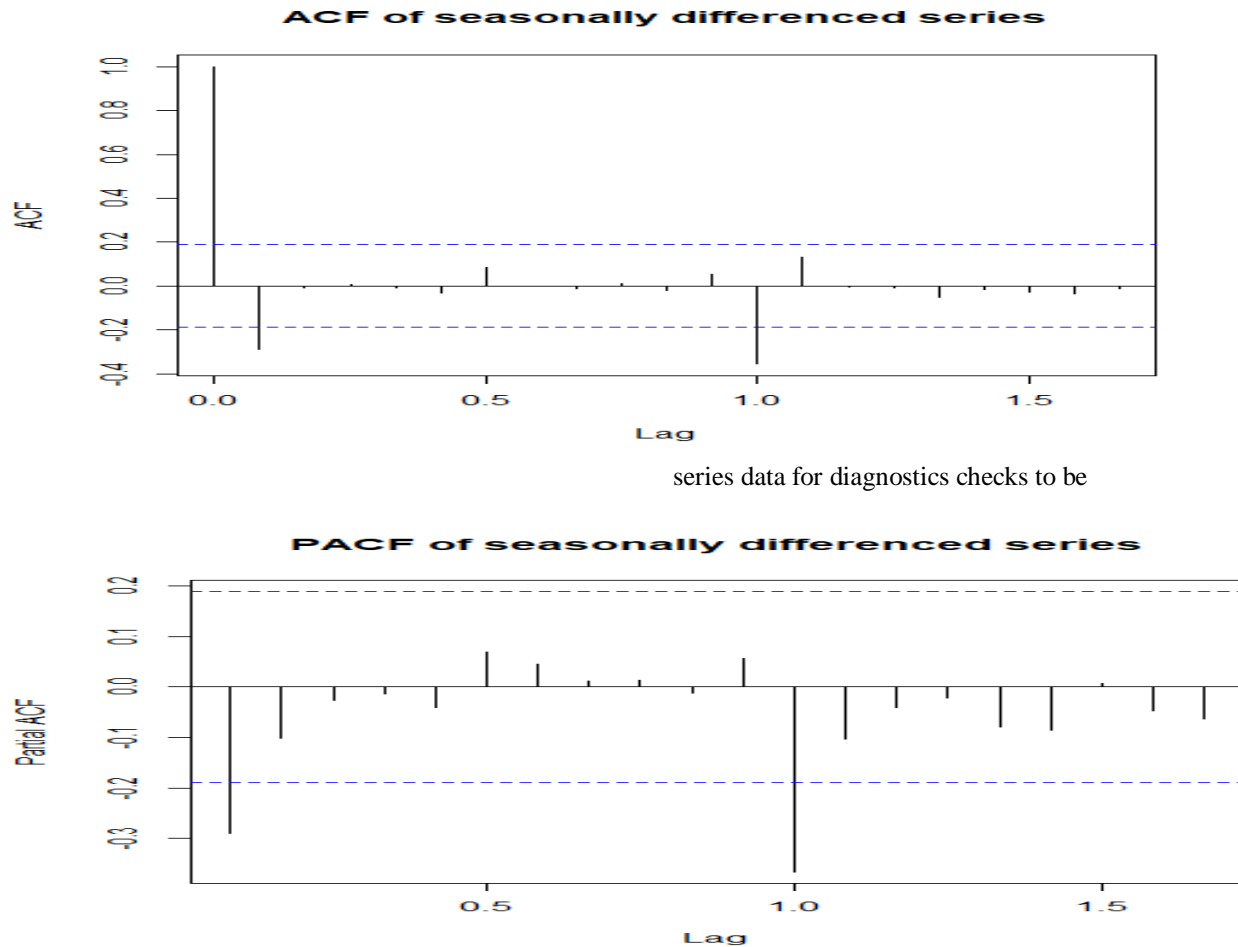 ACF of seasonally differenced series
1.0
0.8
0.6
0.4
0.2
0.0
-0.2
-0.4
ACF
0.0 0.5 1.0 1.5
Lag
series data for diagnostics checks to be
PACF of seasonally differenced series
0.2
0.1
0.0
-0.1
-0.2
-0.3
Partial ACF
0.5 1.0 1.5
Lag